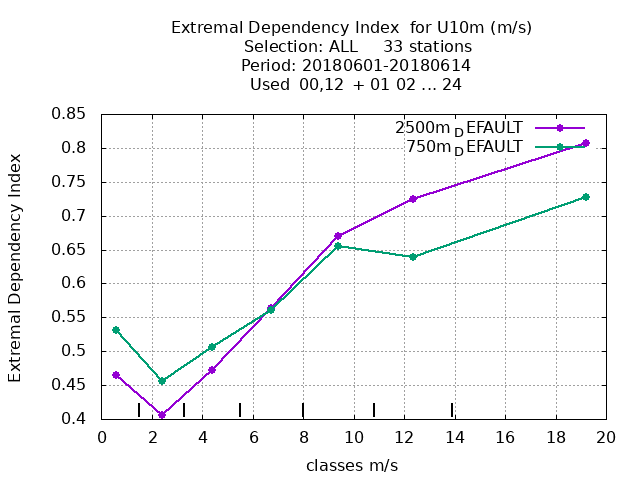 Extremal Dependency Index  for U10m (m/s)
Selection: ALL     33 stations
Period: 20180601-20180614
Used  00,12  + 01 02 ... 24
2500m_DEFAULT
750m_DEFAULT
Extremal Dependency Index
0.85
0.8
0.75
0.7
0.65
0.6
0.55
0.5
0.45
0.4
0 2 4 6 8 10 12 14 16 18 20
classes m/s